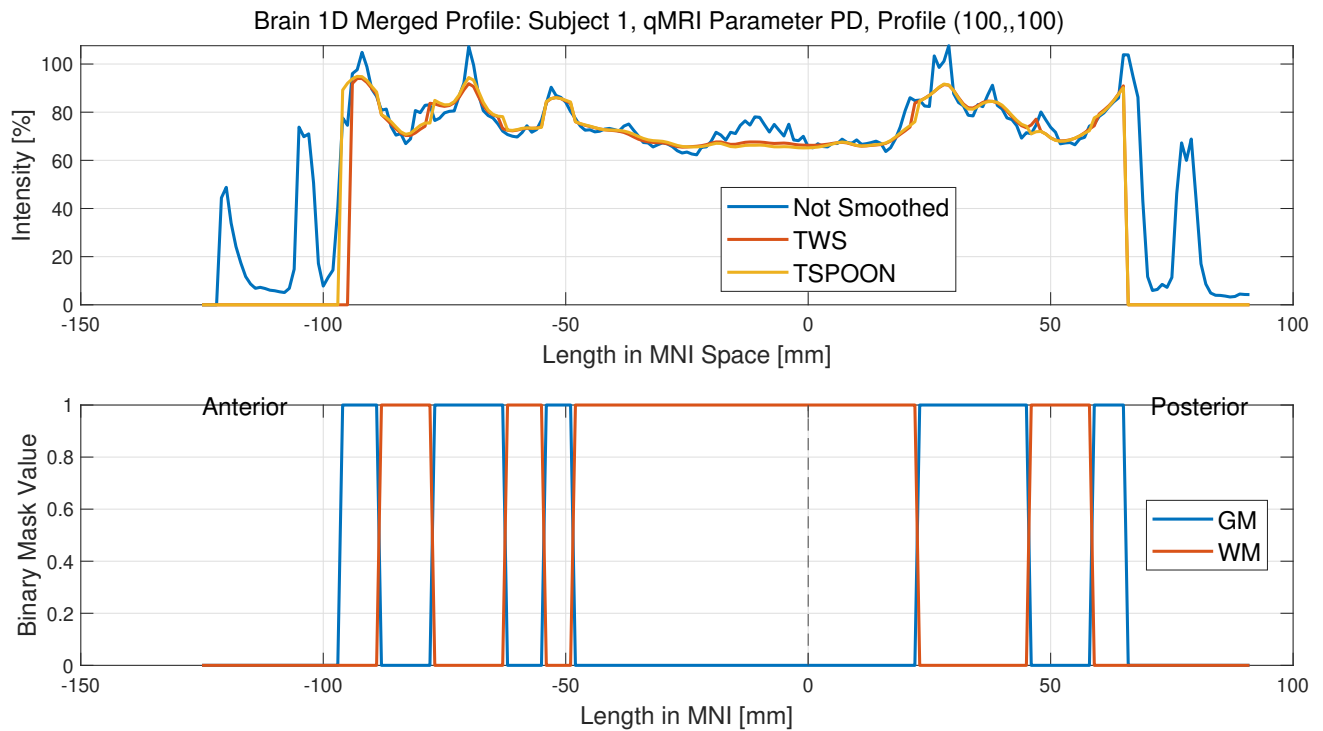 Brain 1D Merged Profile: Subject 1, qMRI Parameter PD, Profile (100,,100)
Intensity [%]
100
80
60
40
20
0
Not Smoothed
TWS
TSPOON
-150
-100
-50
0
50
100
Length in MNI Space [mm]
Binary Mask Value
1
0.8
0.6
0.4
0.2
0
Anterior
Posterior
GM
WM
-150
-100
-50
0
50
100
Length in MNI [mm]